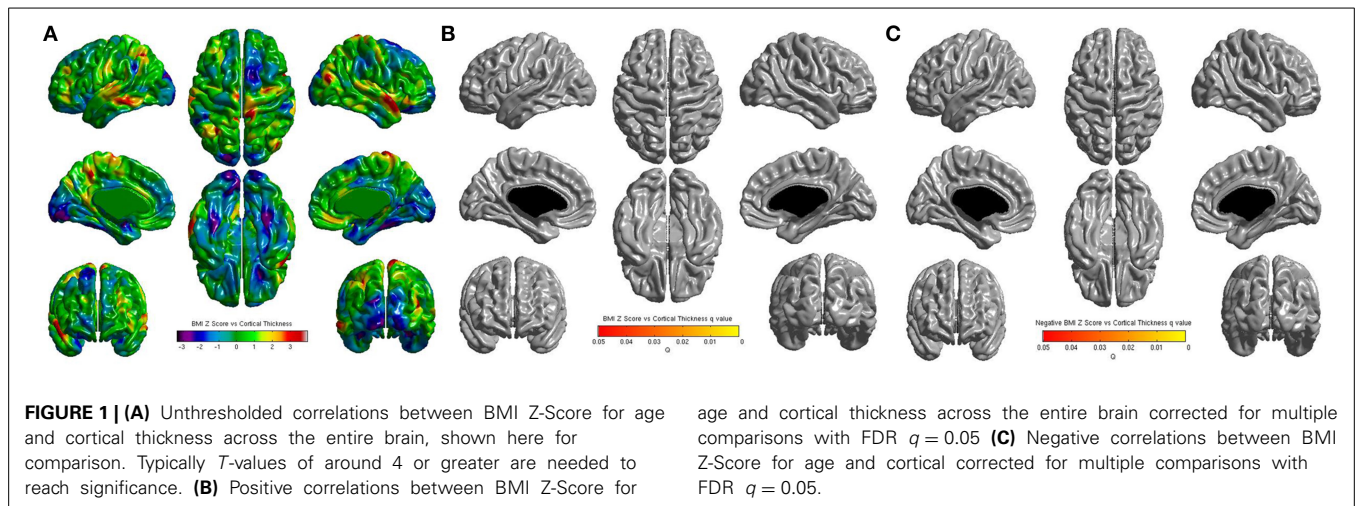 A
B
C
BMI Z Score vs Cortical Thickness
-3 -2 -1 0 1 2 3
BMI Z Score vs Cortical Thickness q value
0.05 0.04 0.03 0.02 0.01 0
Q
Negative BMI Z Score vs Cortical Thickness q value
0.05 0.04 0.03 0.02 0.01 0
Q
FIGURE 1 | (A) Unthresholded correlations between BMI Z-Score for age
and cortical thickness across the entire brain, shown here for
comparison. Typically T-values of around 4 or greater are needed to
reach significance. (B) Positive correlations between BMI Z-Score for
age and cortical thickness across the entire brain corrected for multiple
comparisons with FDR q = 0.05 (C) Negative correlations between BMI
Z-Score for age and cortical corrected for multiple comparisons with
FDR q = 0.05.